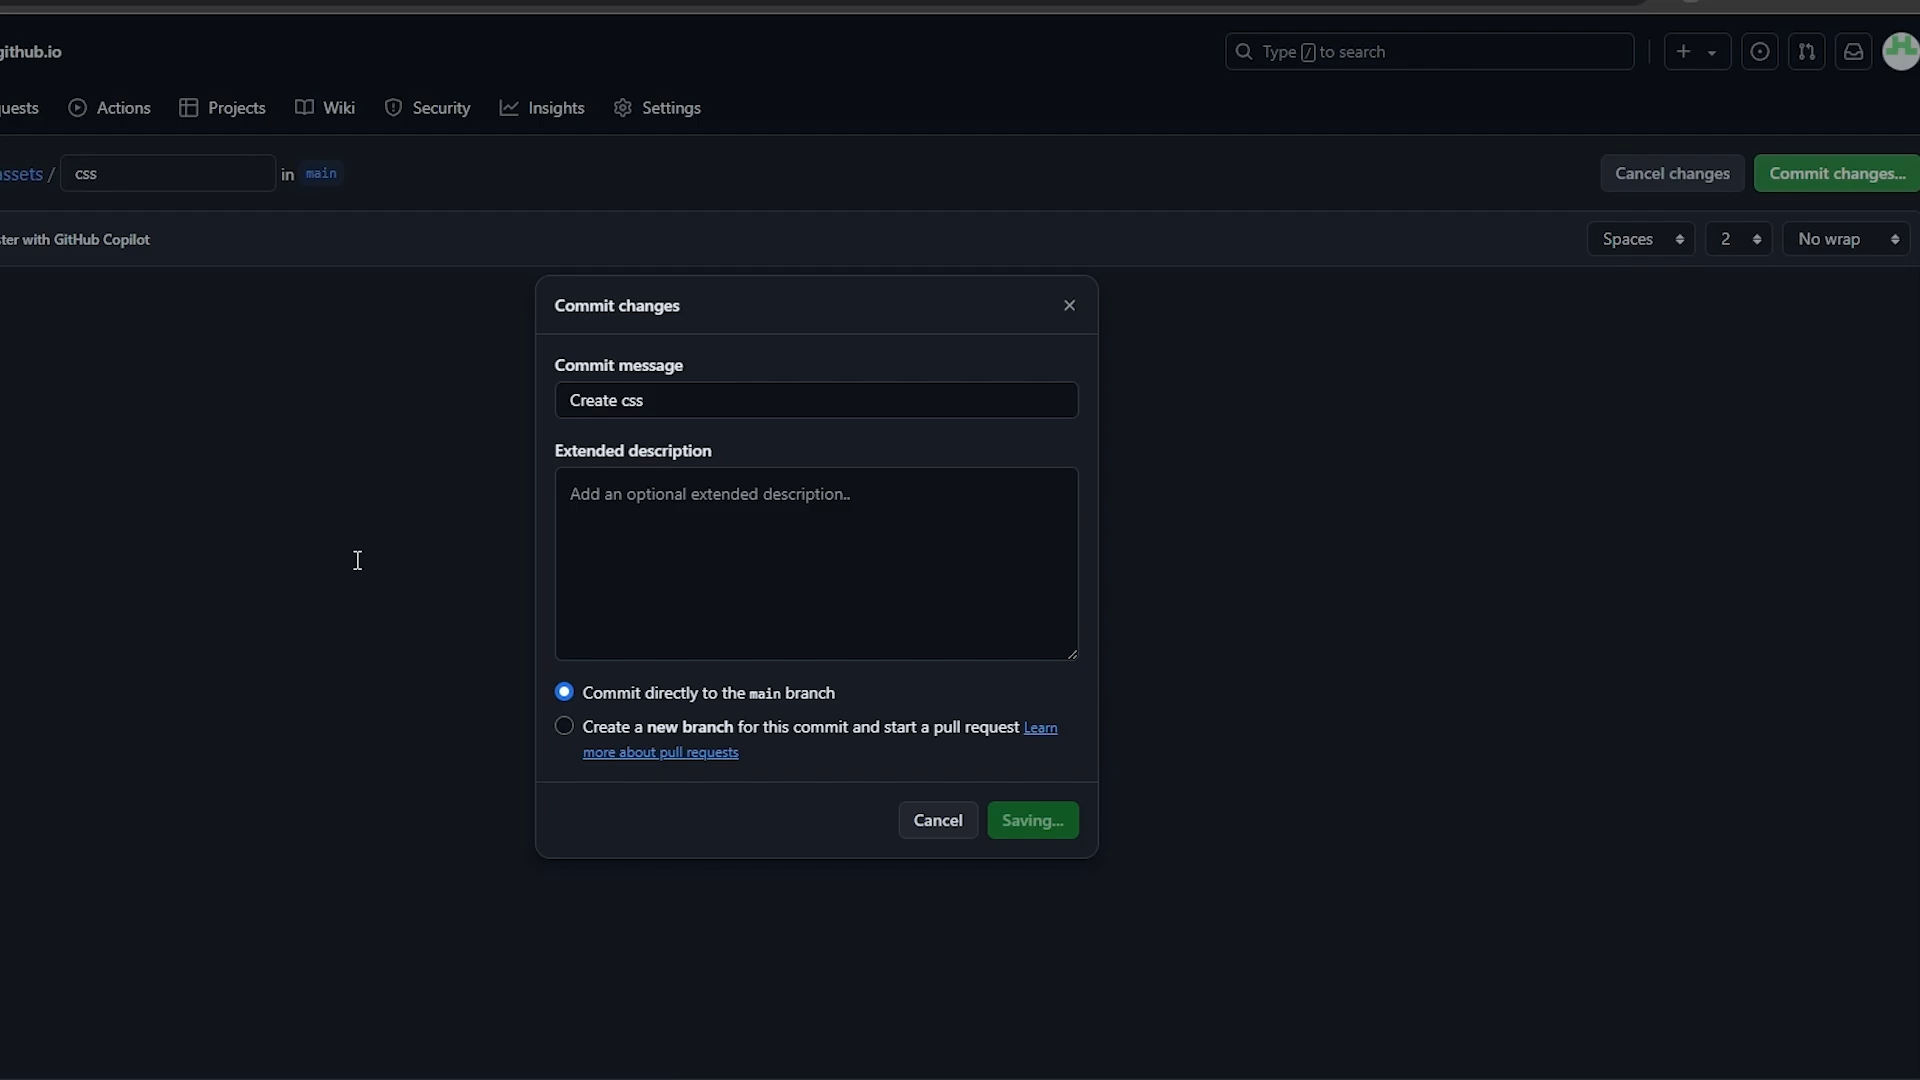 github.io
Type / to search
uests
Actions
Projects
Wiki
Security
Insights
Settings
ssets / css in main
Cancel changes
Commit changes...
ter with GitHub Copilot
Spaces
2
No wrap
Commit changes
Commit message
Create css
Extended description
Add an optional extended description..
Commit directly to the main branch
Create a new branch for this commit and start a pull request Learn
more about pull requests
Cancel
Saving...